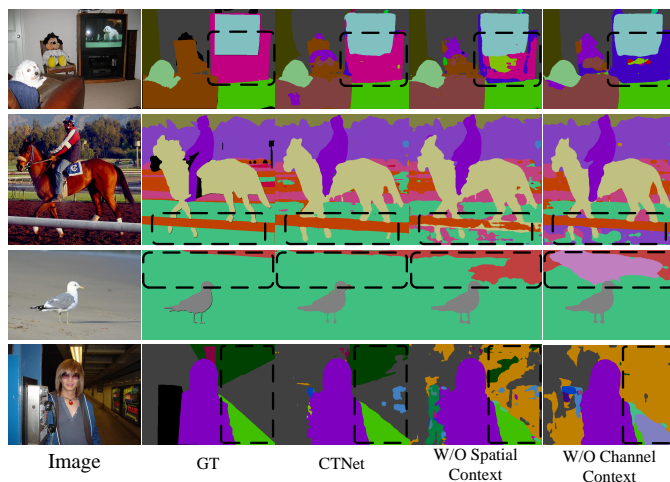 Image
GT
CTNet
W/O Spatial
Context
W/O Channel
Context